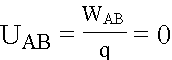 U_AB = W_AB / q = 0